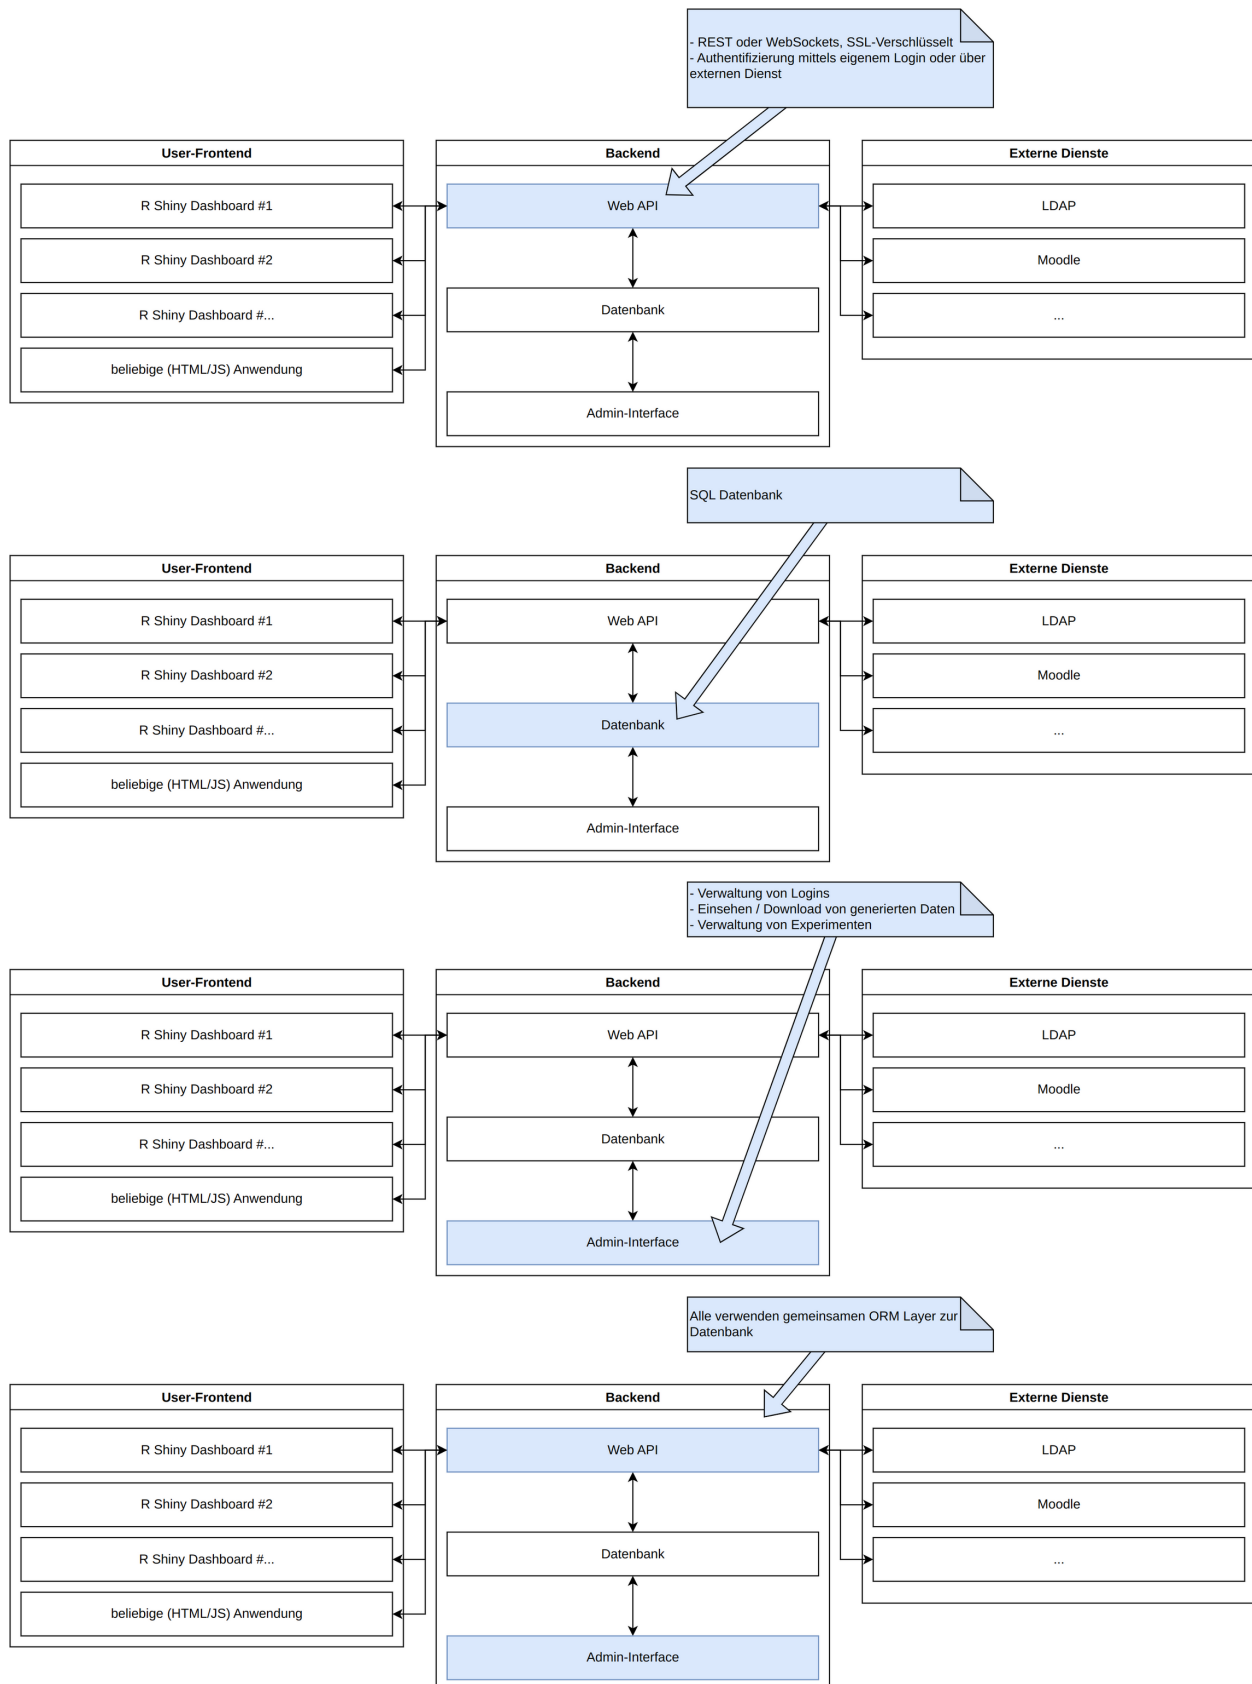 - REST oder WebSockets, SSL-Verschlüsselt
- Authentifizierung mittels eigenem Login oder über
externen Dienst
User-Frontend
R Shiny Dashboard #1
R Shiny Dashboard #2
R Shiny Dashboard #...
beliebige (HTML/JS) Anwendung
Backend
Web API
Datenbank
Admin-Interface
Externe Dienste
LDAP
Moodle
...
SQL Datenbank
User-Frontend
R Shiny Dashboard #1
R Shiny Dashboard #2
R Shiny Dashboard #...
beliebige (HTML/JS) Anwendung
Backend
Web API
Datenbank
Admin-Interface
Externe Dienste
LDAP
Moodle
...
- Verwaltung von Logins
- Einsehen / Download von generierten Daten
- Verwaltung von Experimenten
User-Frontend
R Shiny Dashboard #1
R Shiny Dashboard #2
R Shiny Dashboard #...
beliebige (HTML/JS) Anwendung
Backend
Web API
Datenbank
Admin-Interface
Externe Dienste
LDAP
Moodle
...
Alle verwenden gemeinsamen ORM Layer zur
Datenbank
User-Frontend
R Shiny Dashboard #1
R Shiny Dashboard #2
R Shiny Dashboard #...
beliebige (HTML/JS) Anwendung
Backend
Web API
Datenbank
Admin-Interface
Externe Dienste
LDAP
Moodle
...